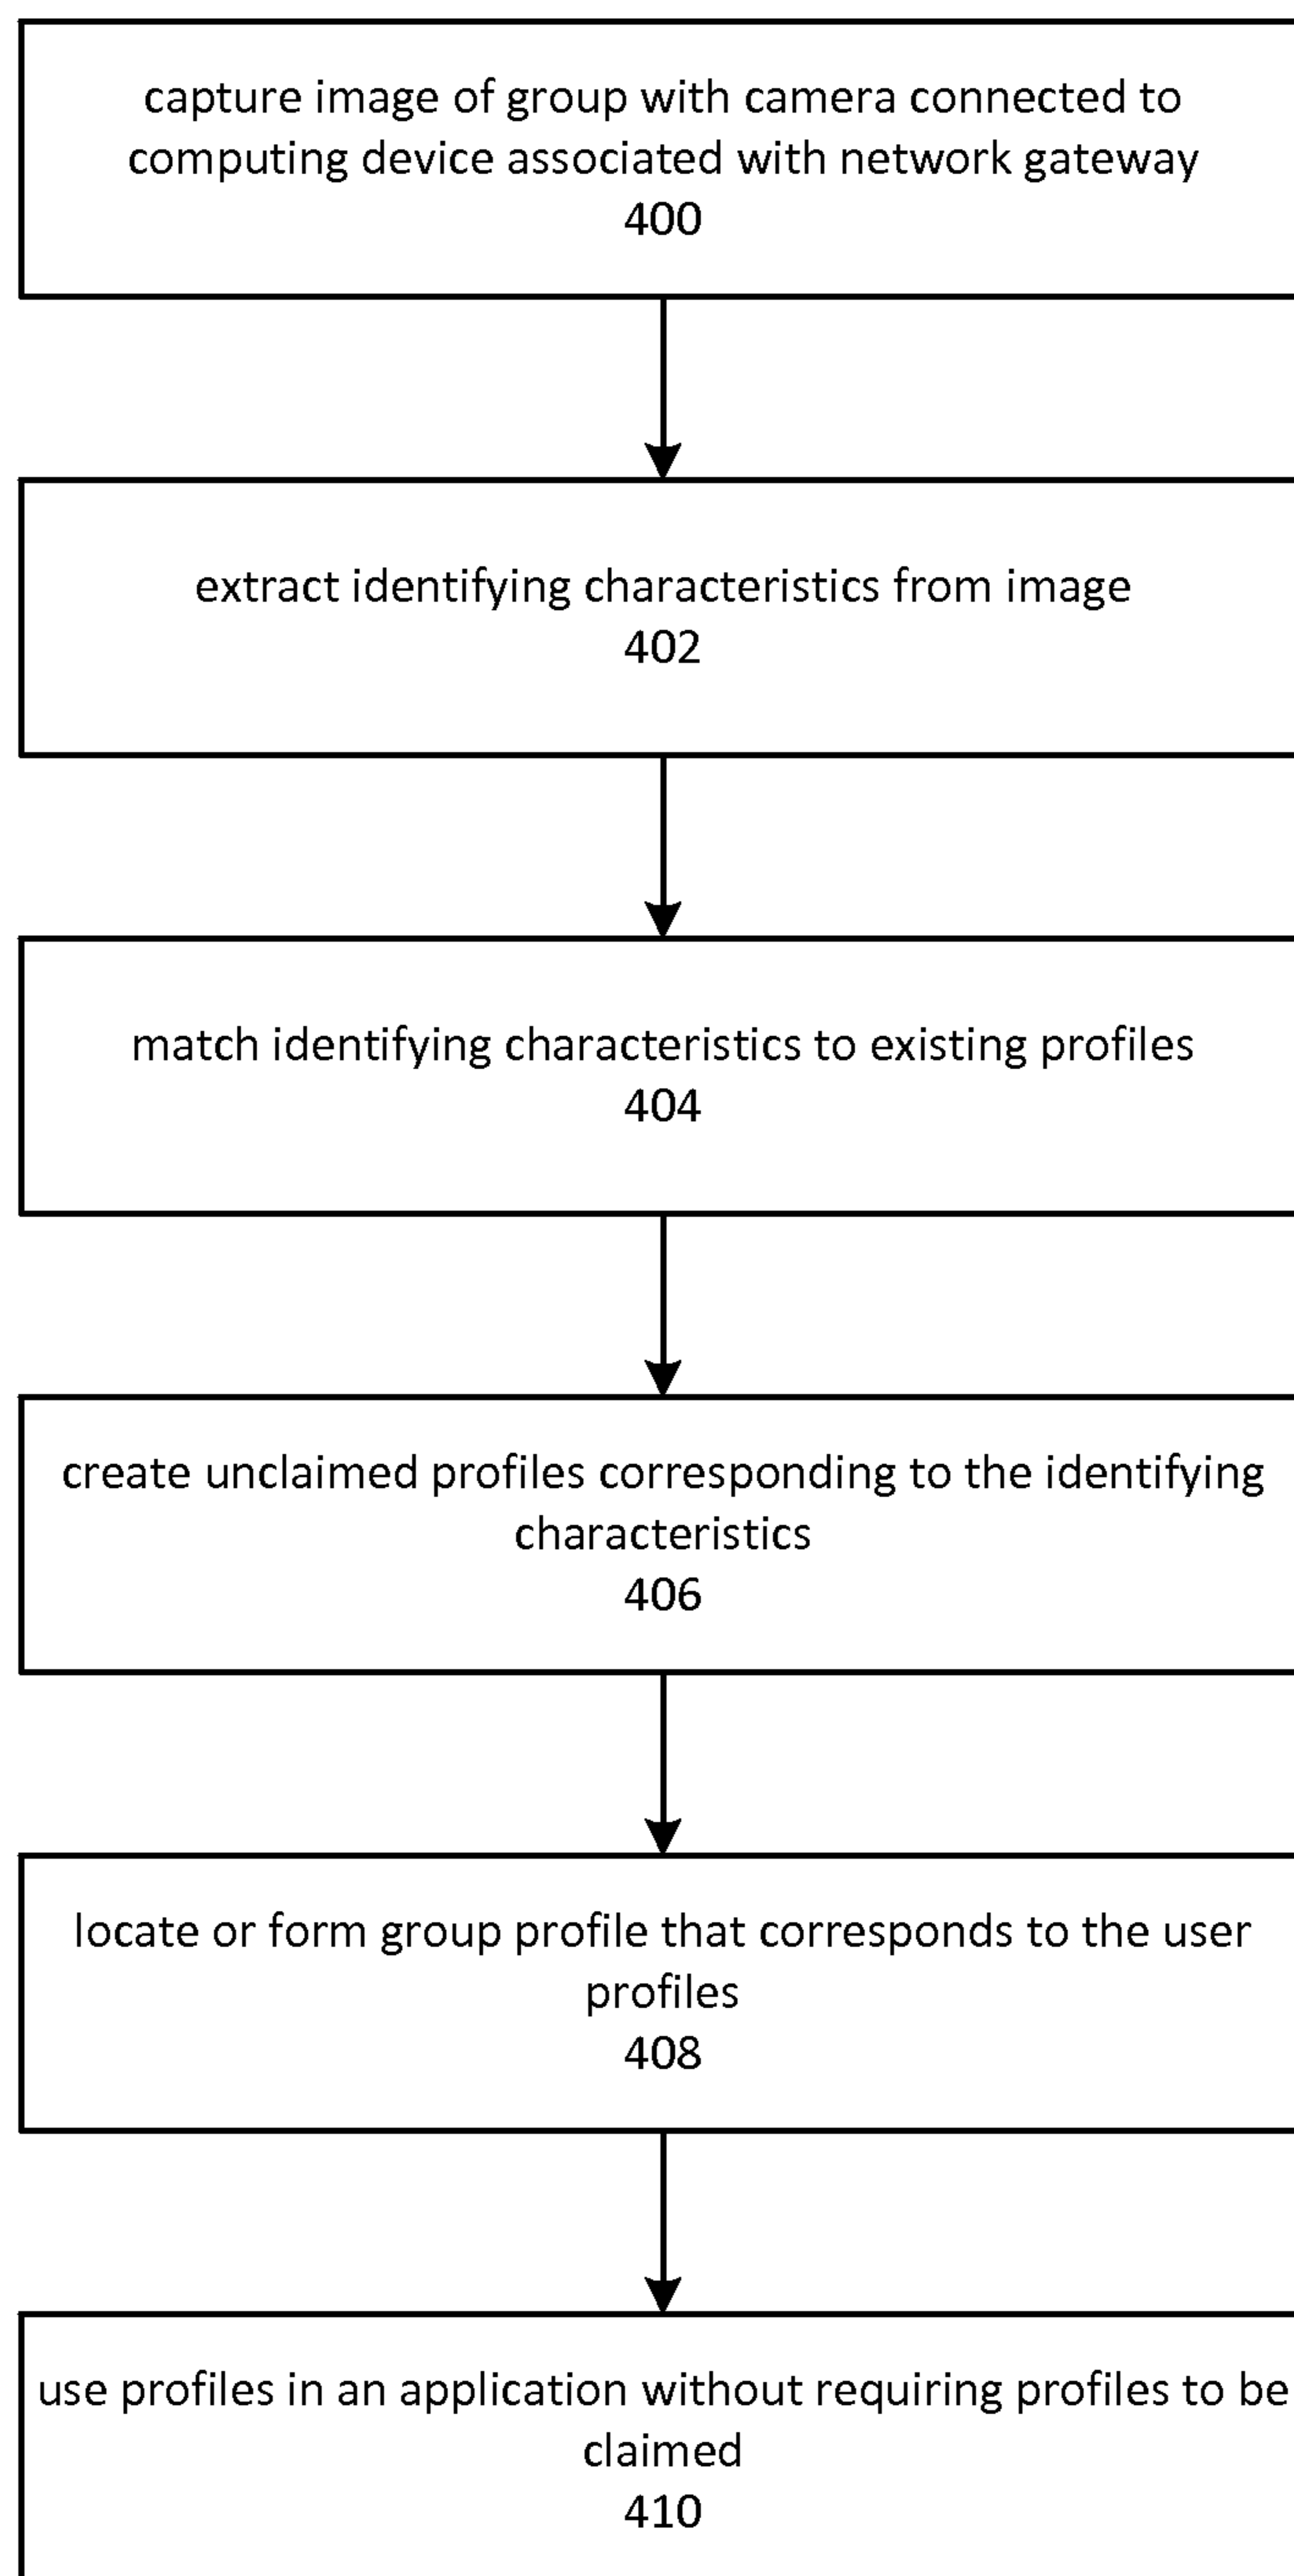 capture image of group with camera connected to
computing device associated with network gateway
400
extract identifying characteristics from image
402
match identifying characteristics to existing profiles
404
create unclaimed profiles corresponding to the identifying
characteristics
406
locate or form group profile that corresponds to the user
profiles
408
use profiles in an application without requiring profiles to be
claimed
410